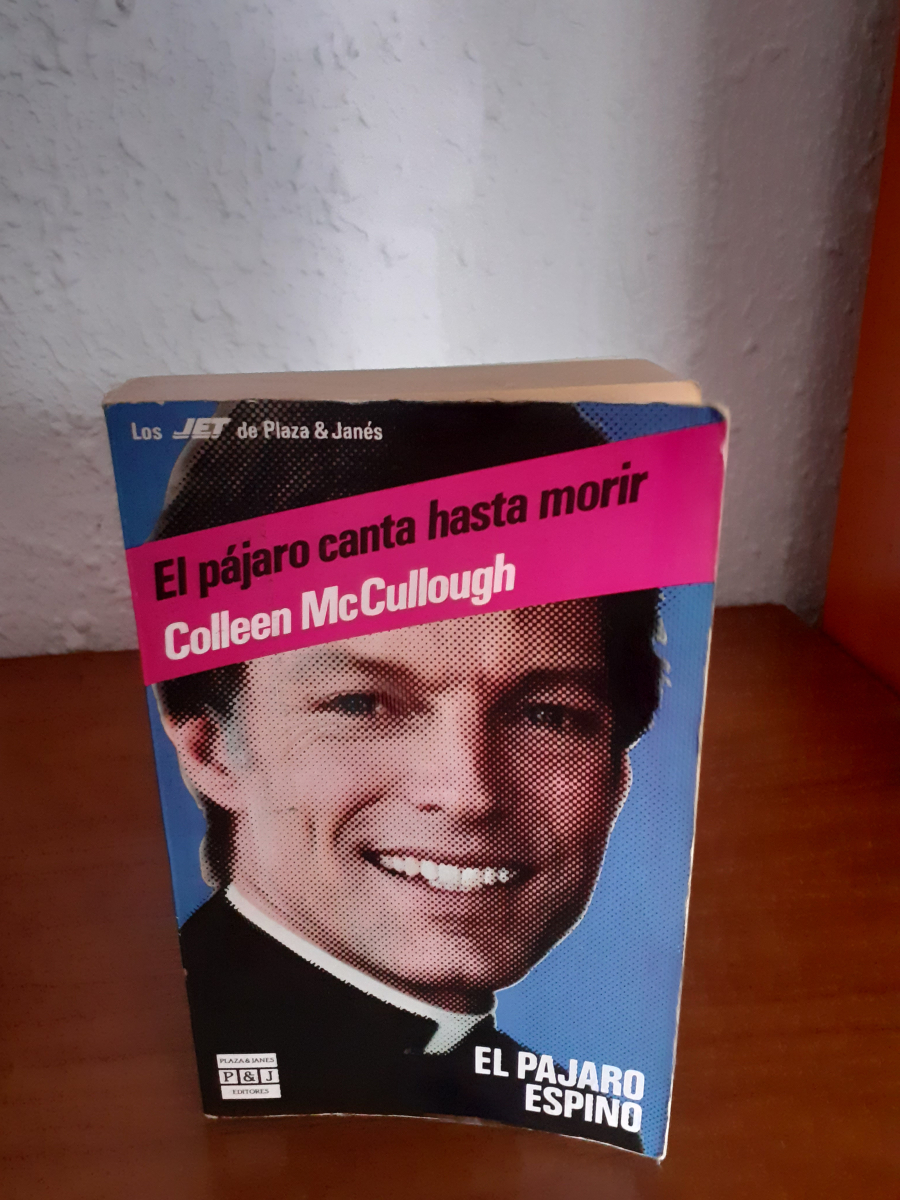 Los JET de Plaza & Janés
El pájaro canta hasta morir
Colleen McCullough
PLAZA & JANES
P & J
EDITORES
EL PAJARO
ESPINO